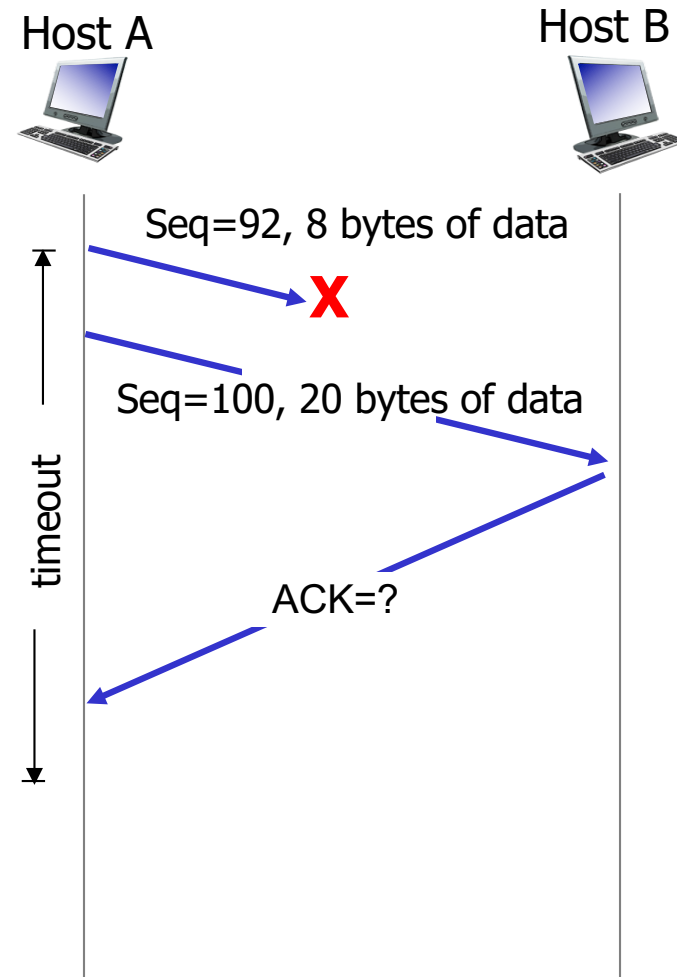 Host A
Host B
Seq=92, 8 bytes of data
X
Seq=100, 20 bytes of data
timeout
ACK=?